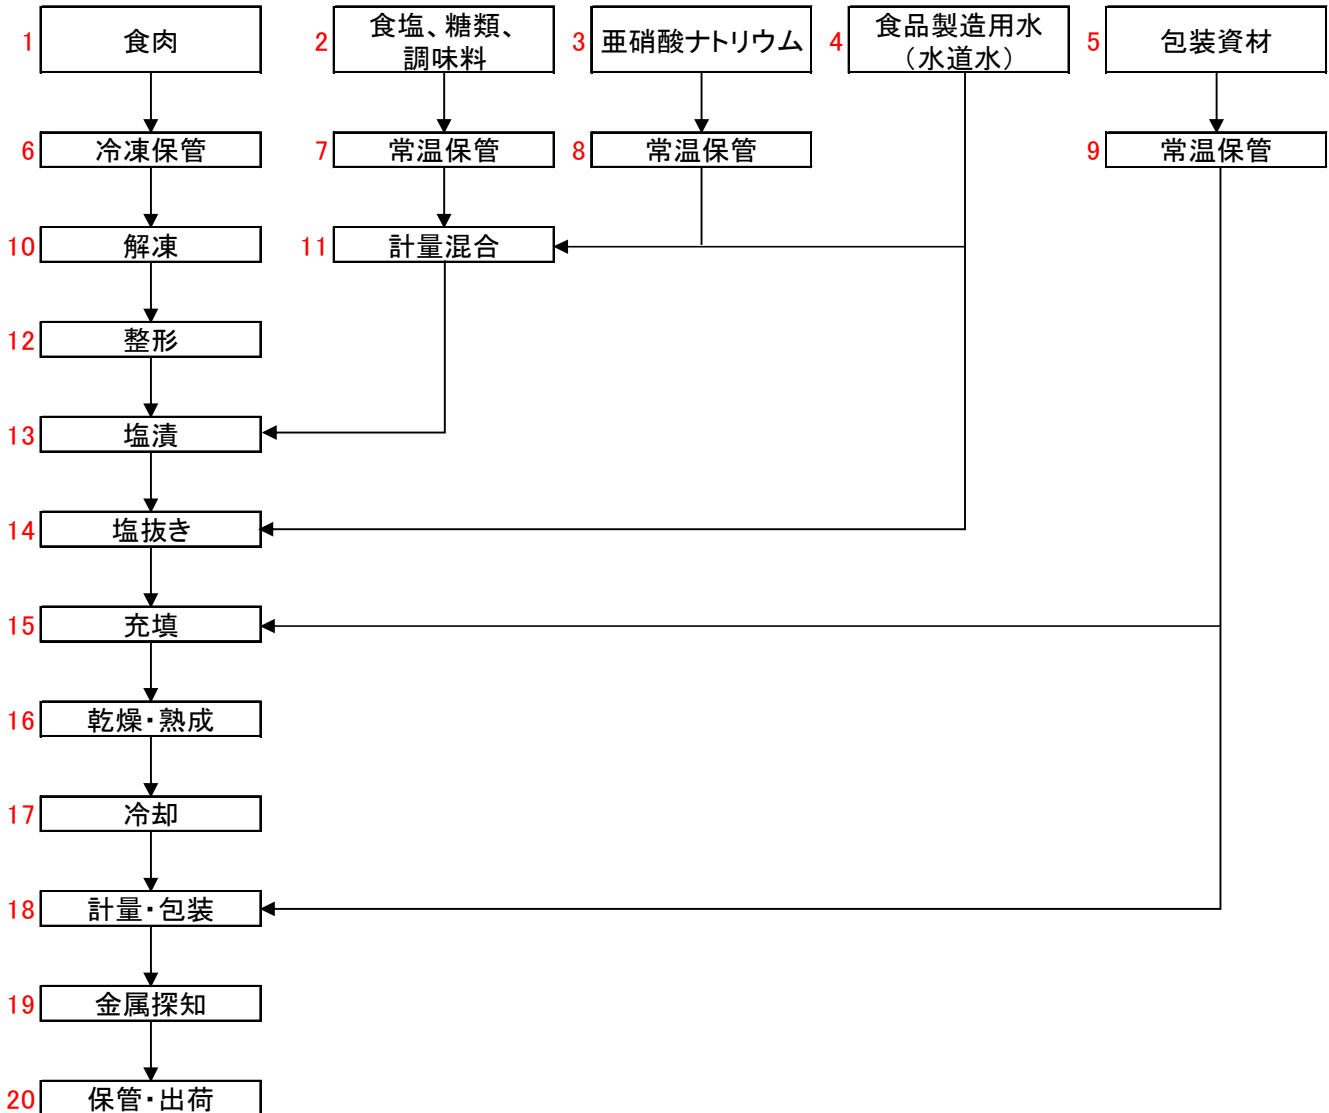 1 食肉
2 食塩、糖類、
調味料
3 亜硝酸ナトリウム
4 食品製造用水
（水道水）
5 包装資材
6 冷凍保管
7 常温保管
8 常温保管
9 常温保管
10 解凍
11 計量混合
12 整形
13 塩漬
14 塩抜き
15 充填
16 乾燥・熟成
17 冷却
18 計量・包装
19 金属探知
20 保管・出荷